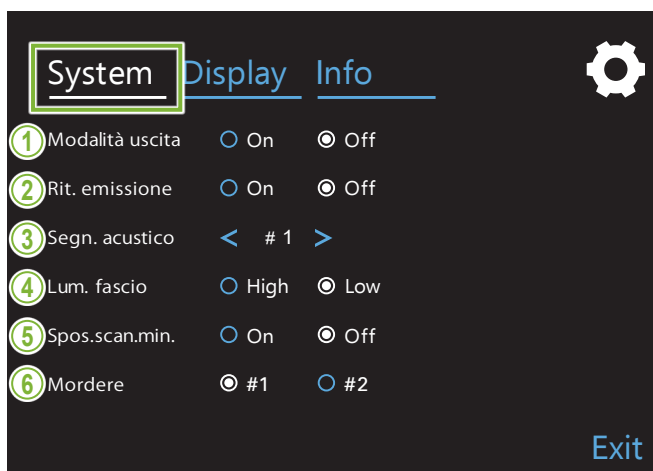 System Display Info
1 Modalità uscita On Off
2 Rit. emissione On Off
3 Segn. acustico < # 1 >
4 Lum. fascio High Low
5 Spos.scan.min. On Off
6 Mordere #1 #2
Exit